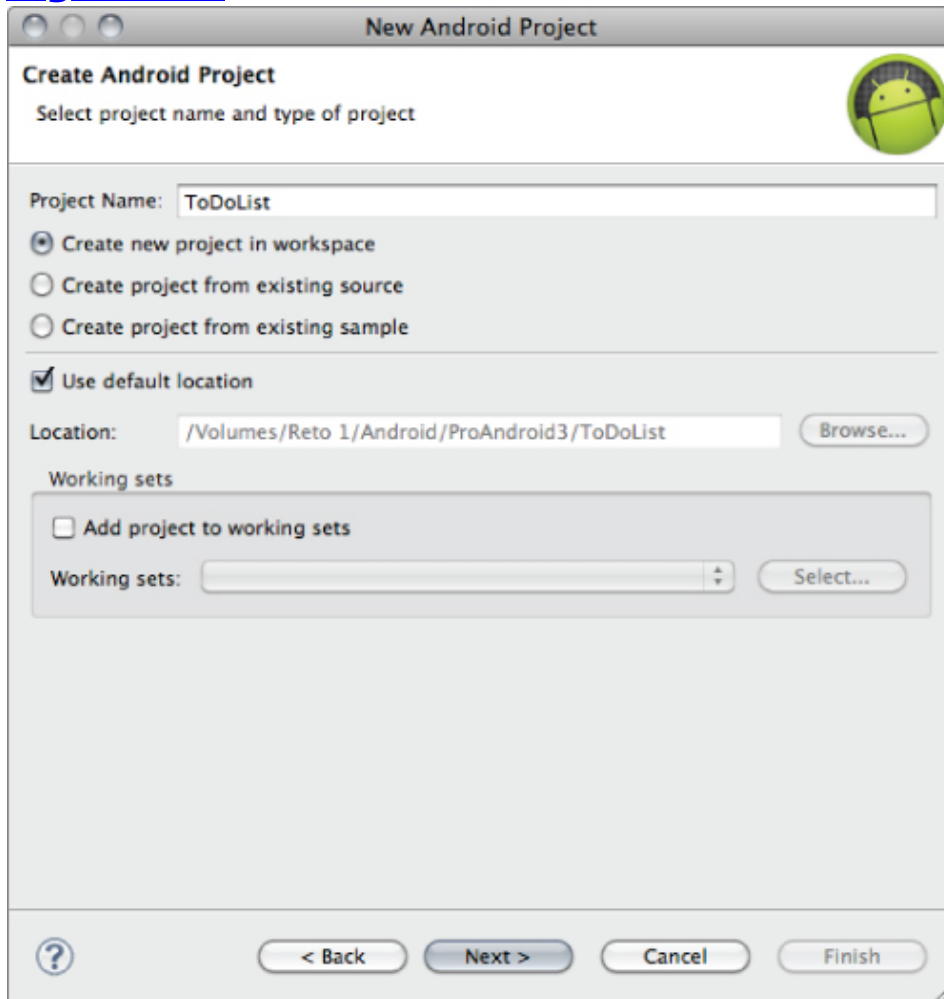 New Android Project
Create Android Project
Select project name and type of project
Project Name: ToDoList
Create new project in workspace
Create project from existing source
Create project from existing sample
Use default location
Location: /Volumes/Reto 1/Android/ProAndroid3/ToDoList Browse...
Working sets
Add project to working sets
Working sets: Select...
? < Back Next > Cancel Finish